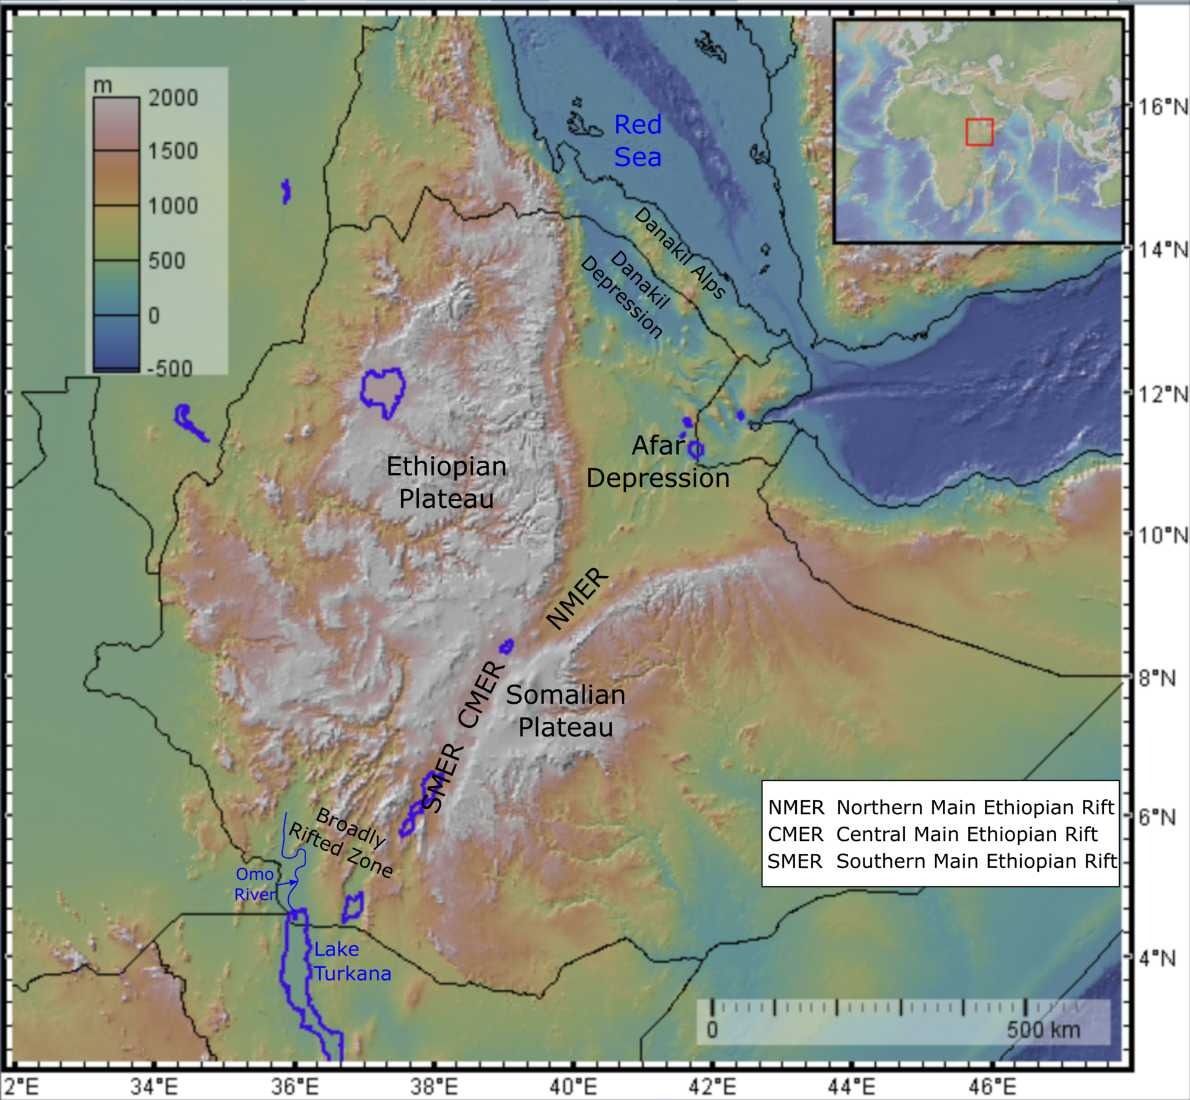 m
2000
1500
1000
500
0
-500
Red
Sea
16°N
14°N
12°N
10°N
8°N
6°N
4°N
Danakil Alps
Danakil
Depression
Afar
Depression
Ethiopian
Plateau
NMER
CMER
SMER
Somalian
Plateau
NMER Northern Main Ethiopian Rift
CMER Central Main Ethiopian Rift
SMER Southern Main Ethiopian Rift
Broadly
Rifted Zone
Omo
River
Lake
Turkana
0 500 km
2°E 34°E 36°E 38°E 40°E 42°E 44°E 46°E